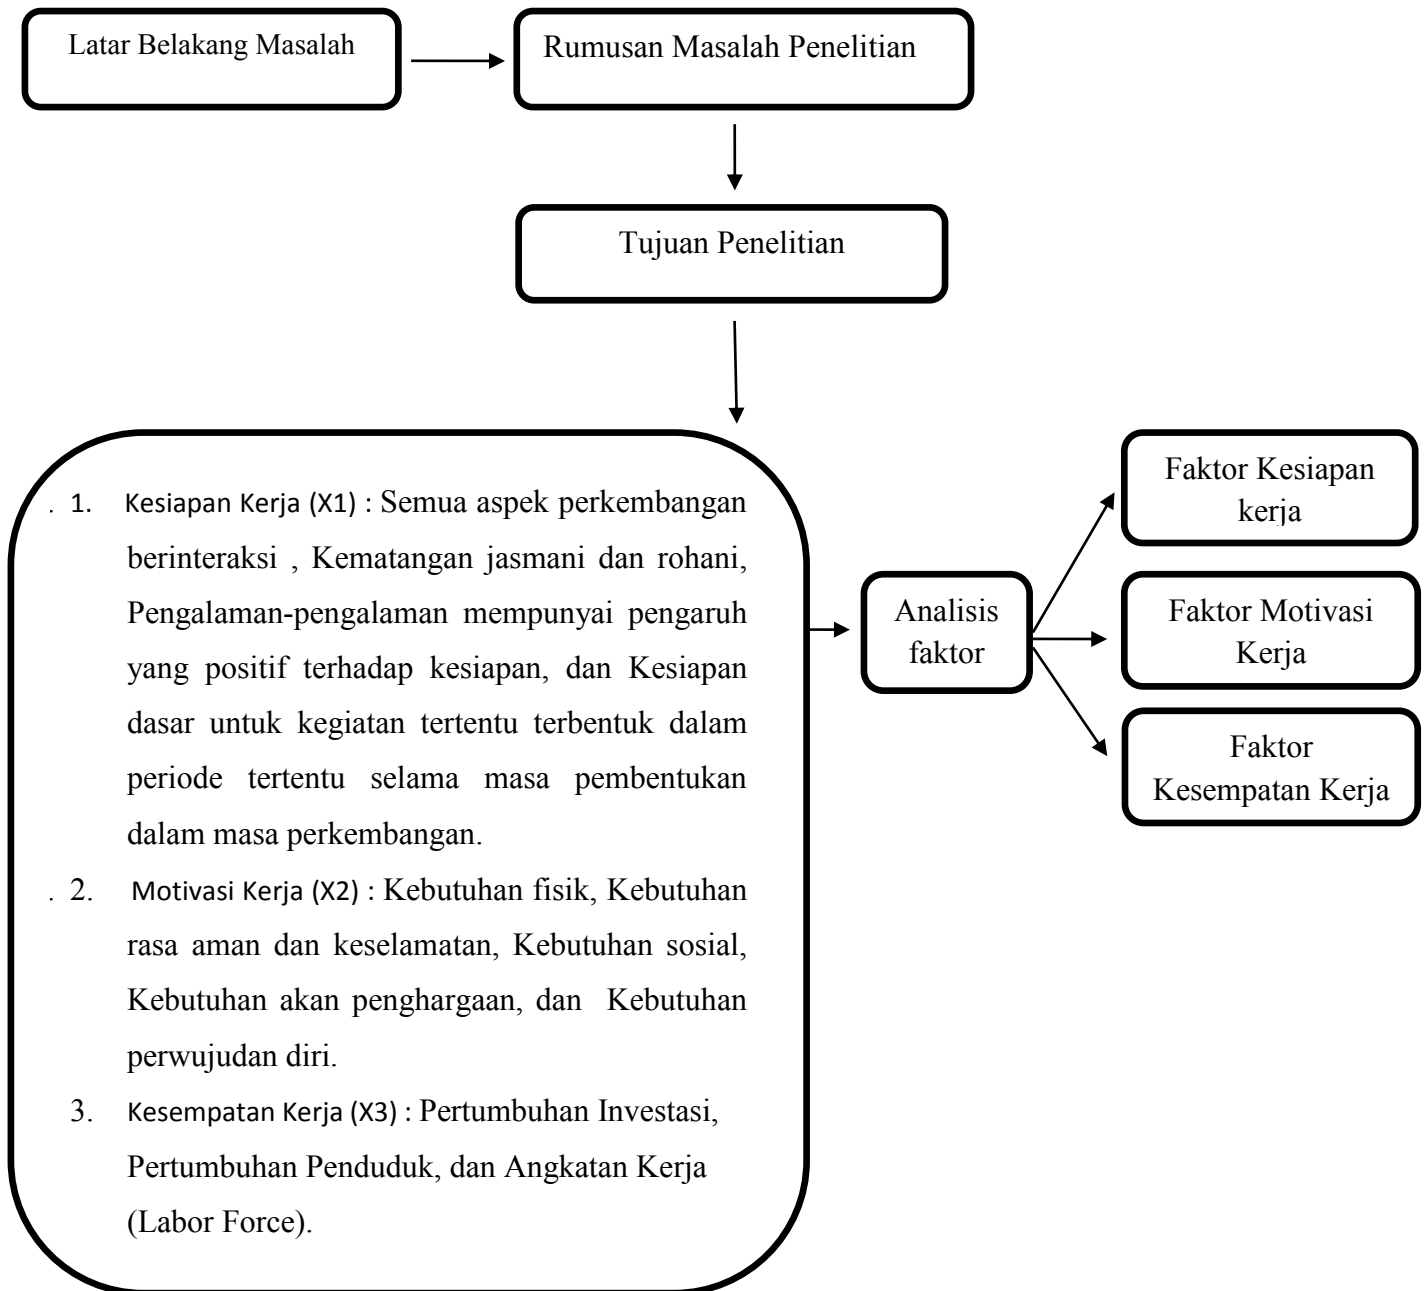 Latar Belakang Masalah
Rumusan Masalah Penelitian
Tujuan Penelitian
. 1. Kesiapan Kerja (X1) : Semua aspek perkembangan
berinteraksi , Kematangan jasmani dan rohani,
Pengalaman-pengalaman mempunyai pengaruh
yang positif terhadap kesiapan, dan Kesiapan
dasar untuk kegiatan tertentu terbentuk dalam
periode tertentu selama masa pembentukan
dalam masa perkembangan.
. 2. Motivasi Kerja (X2) : Kebutuhan fisik, Kebutuhan
rasa aman dan keselamatan, Kebutuhan sosial,
Kebutuhan akan penghargaan, dan Kebutuhan
perwujudan diri.
3. Kesempatan Kerja (X3) : Pertumbuhan Investasi,
Pertumbuhan Penduduk, dan Angkatan Kerja
(Labor Force).
Analisis
faktor
Faktor Kesiapan
kerja
Faktor Motivasi
Kerja
Faktor
Kesempatan Kerja